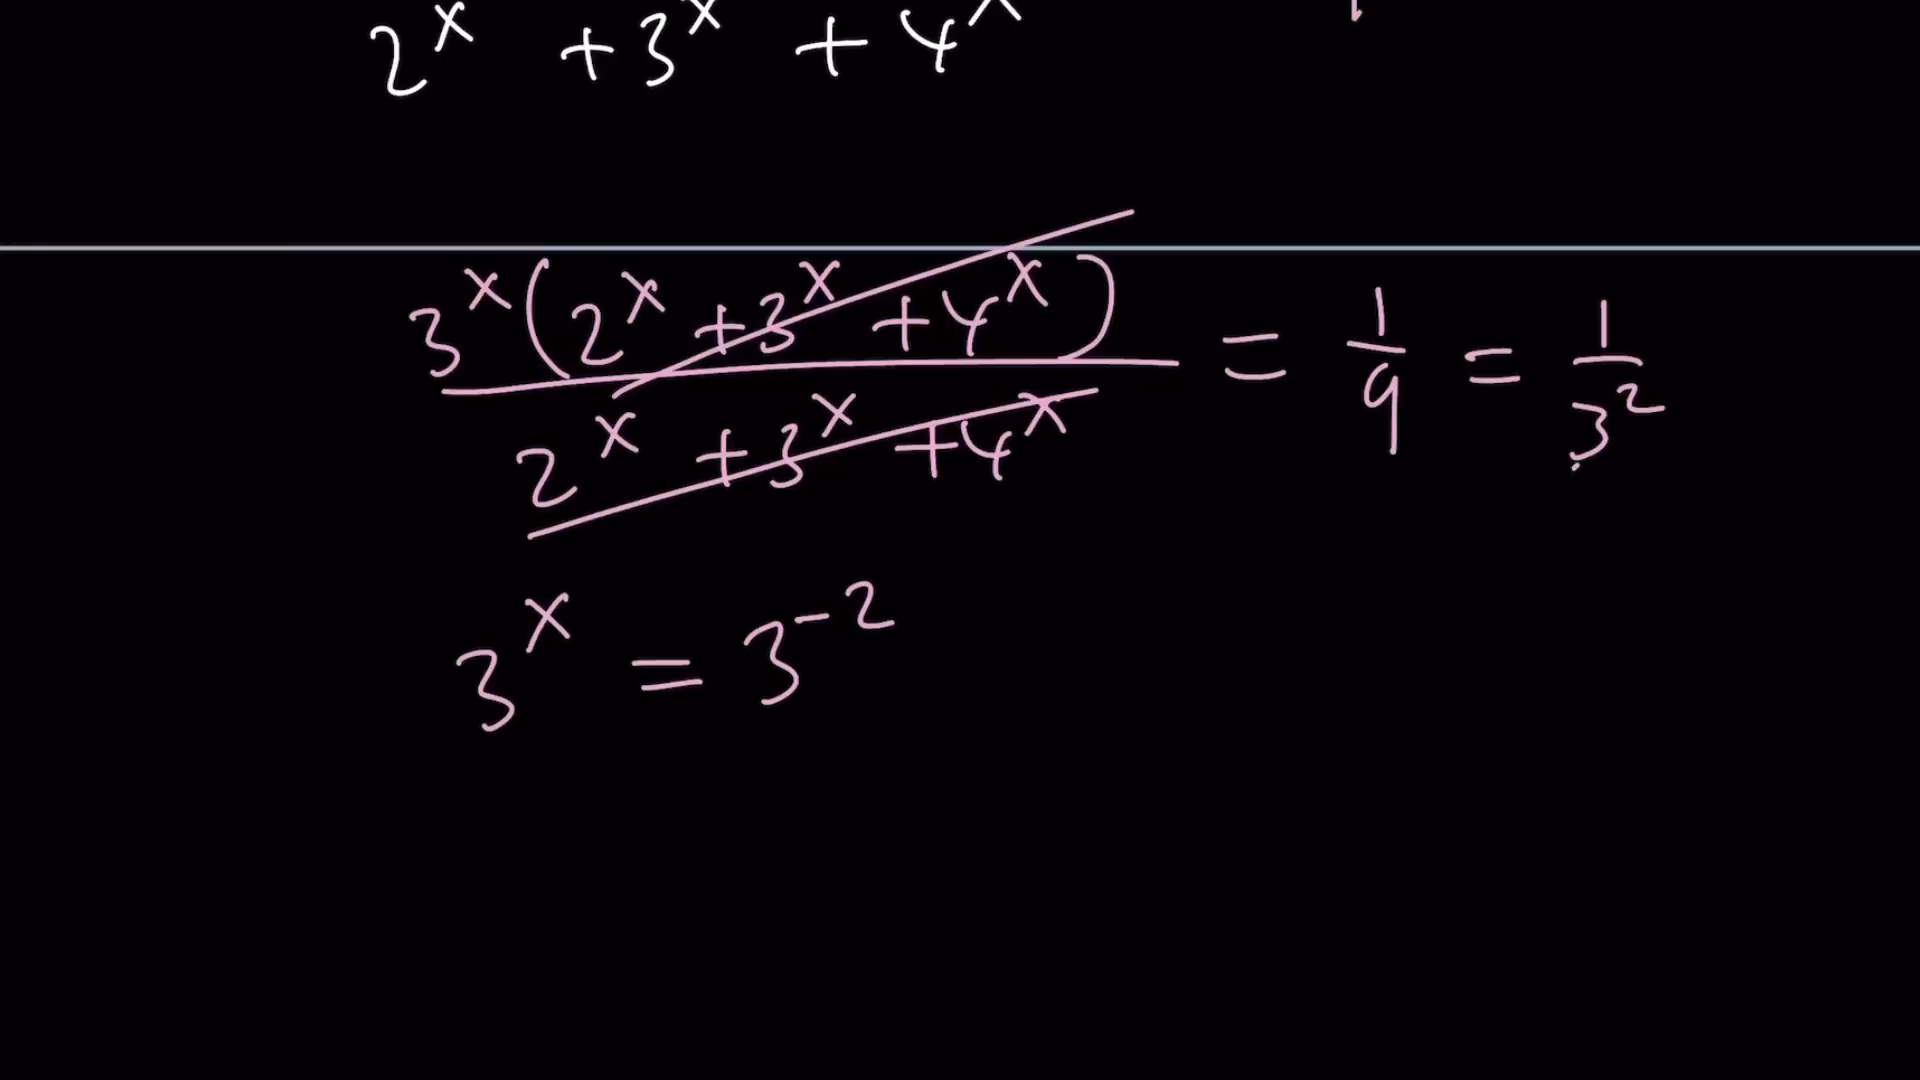 2^x + 3^x + 4^x
3^x(2^x + 3^x + 4^x) / 2^x + 3^x + 4^x = 1/9 = 1/3^2
3^x = 3^-2